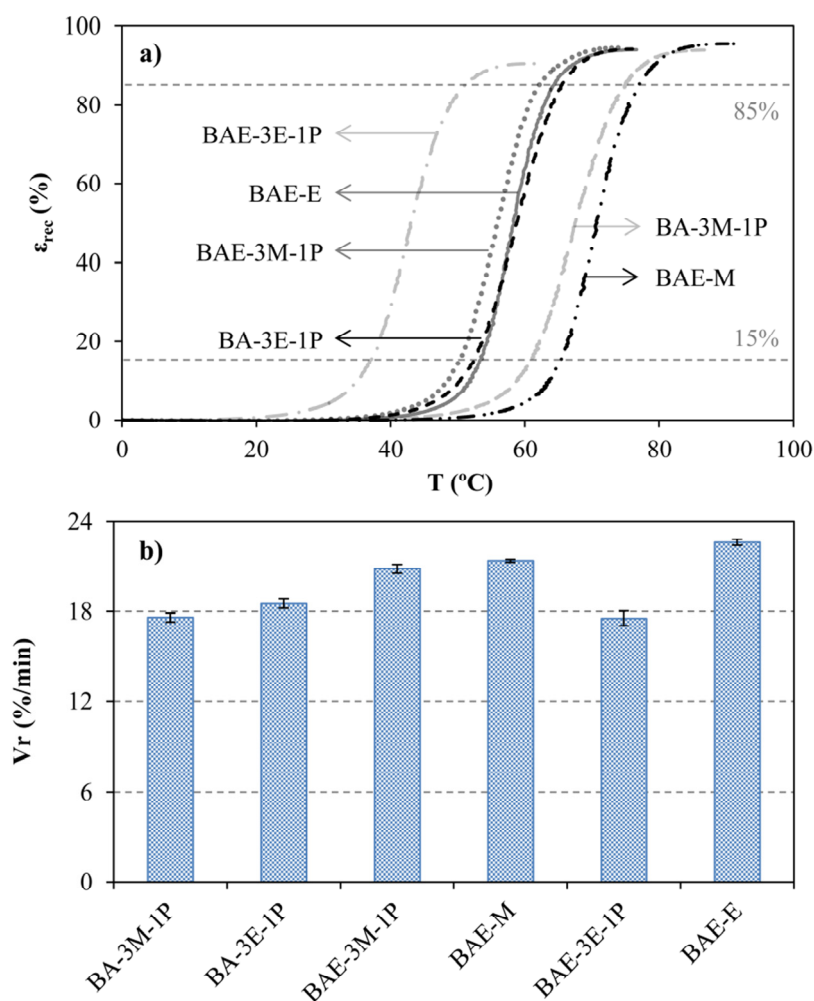 100
80
60
40
20
0
ε_rec (%)
a)
85%
BAE-3E-1P
BAE-E
BAE-3M-1P
BA-3E-1P
BA-3M-1P
BAE-M
15%
0 20 40 60 80 100
T (ºC)
24
18
12
6
0
Vr (%/min)
b)
BA-3M-1P
BA-3E-1P
BAE-3M-1P
BAE-M
BAE-3E-1P
BAE-E